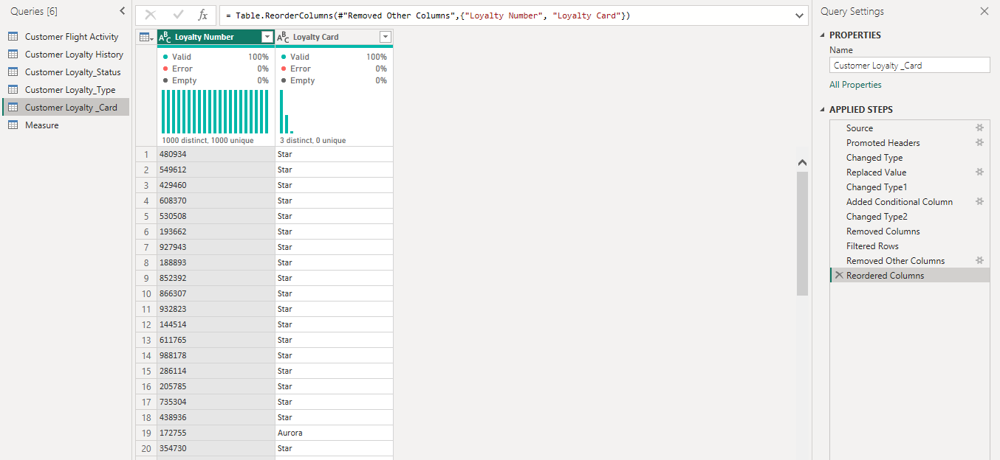 Queries [6]
Customer Flight Activity
Customer Loyalty History
Customer Loyalty_Status
Customer Loyalty_Type
Customer Loyalty _Card
Measure
fx = Table.ReorderColumns(#"Removed Other Columns",{"Loyalty Number", "Loyalty Card"})
ABC Loyalty Number ABC Loyalty Card
Valid 100% Valid 100%
Error 0% Error 0%
Empty 0% Empty 0%
1000 distinct, 1000 unique 3 distinct, 0 unique
1 480934 Star
2 549612 Star
3 429460 Star
4 608370 Star
5 530508 Star
6 193662 Star
7 927943 Star
8 188893 Star
9 852392 Star
10 866307 Star
11 932823 Star
12 144514 Star
13 611765 Star
14 988178 Star
15 286114 Star
16 205785 Star
17 735304 Star
18 438936 Star
19 172755 Aurora
20 354730 Star
Query Settings
PROPERTIES
Name
Customer Loyalty _Card
All Properties
APPLIED STEPS
Source
Promoted Headers
Changed Type
Replaced Value
Changed Type1
Added Conditional Column
Changed Type2
Removed Columns
Filtered Rows
Removed Other Columns
Reordered Columns